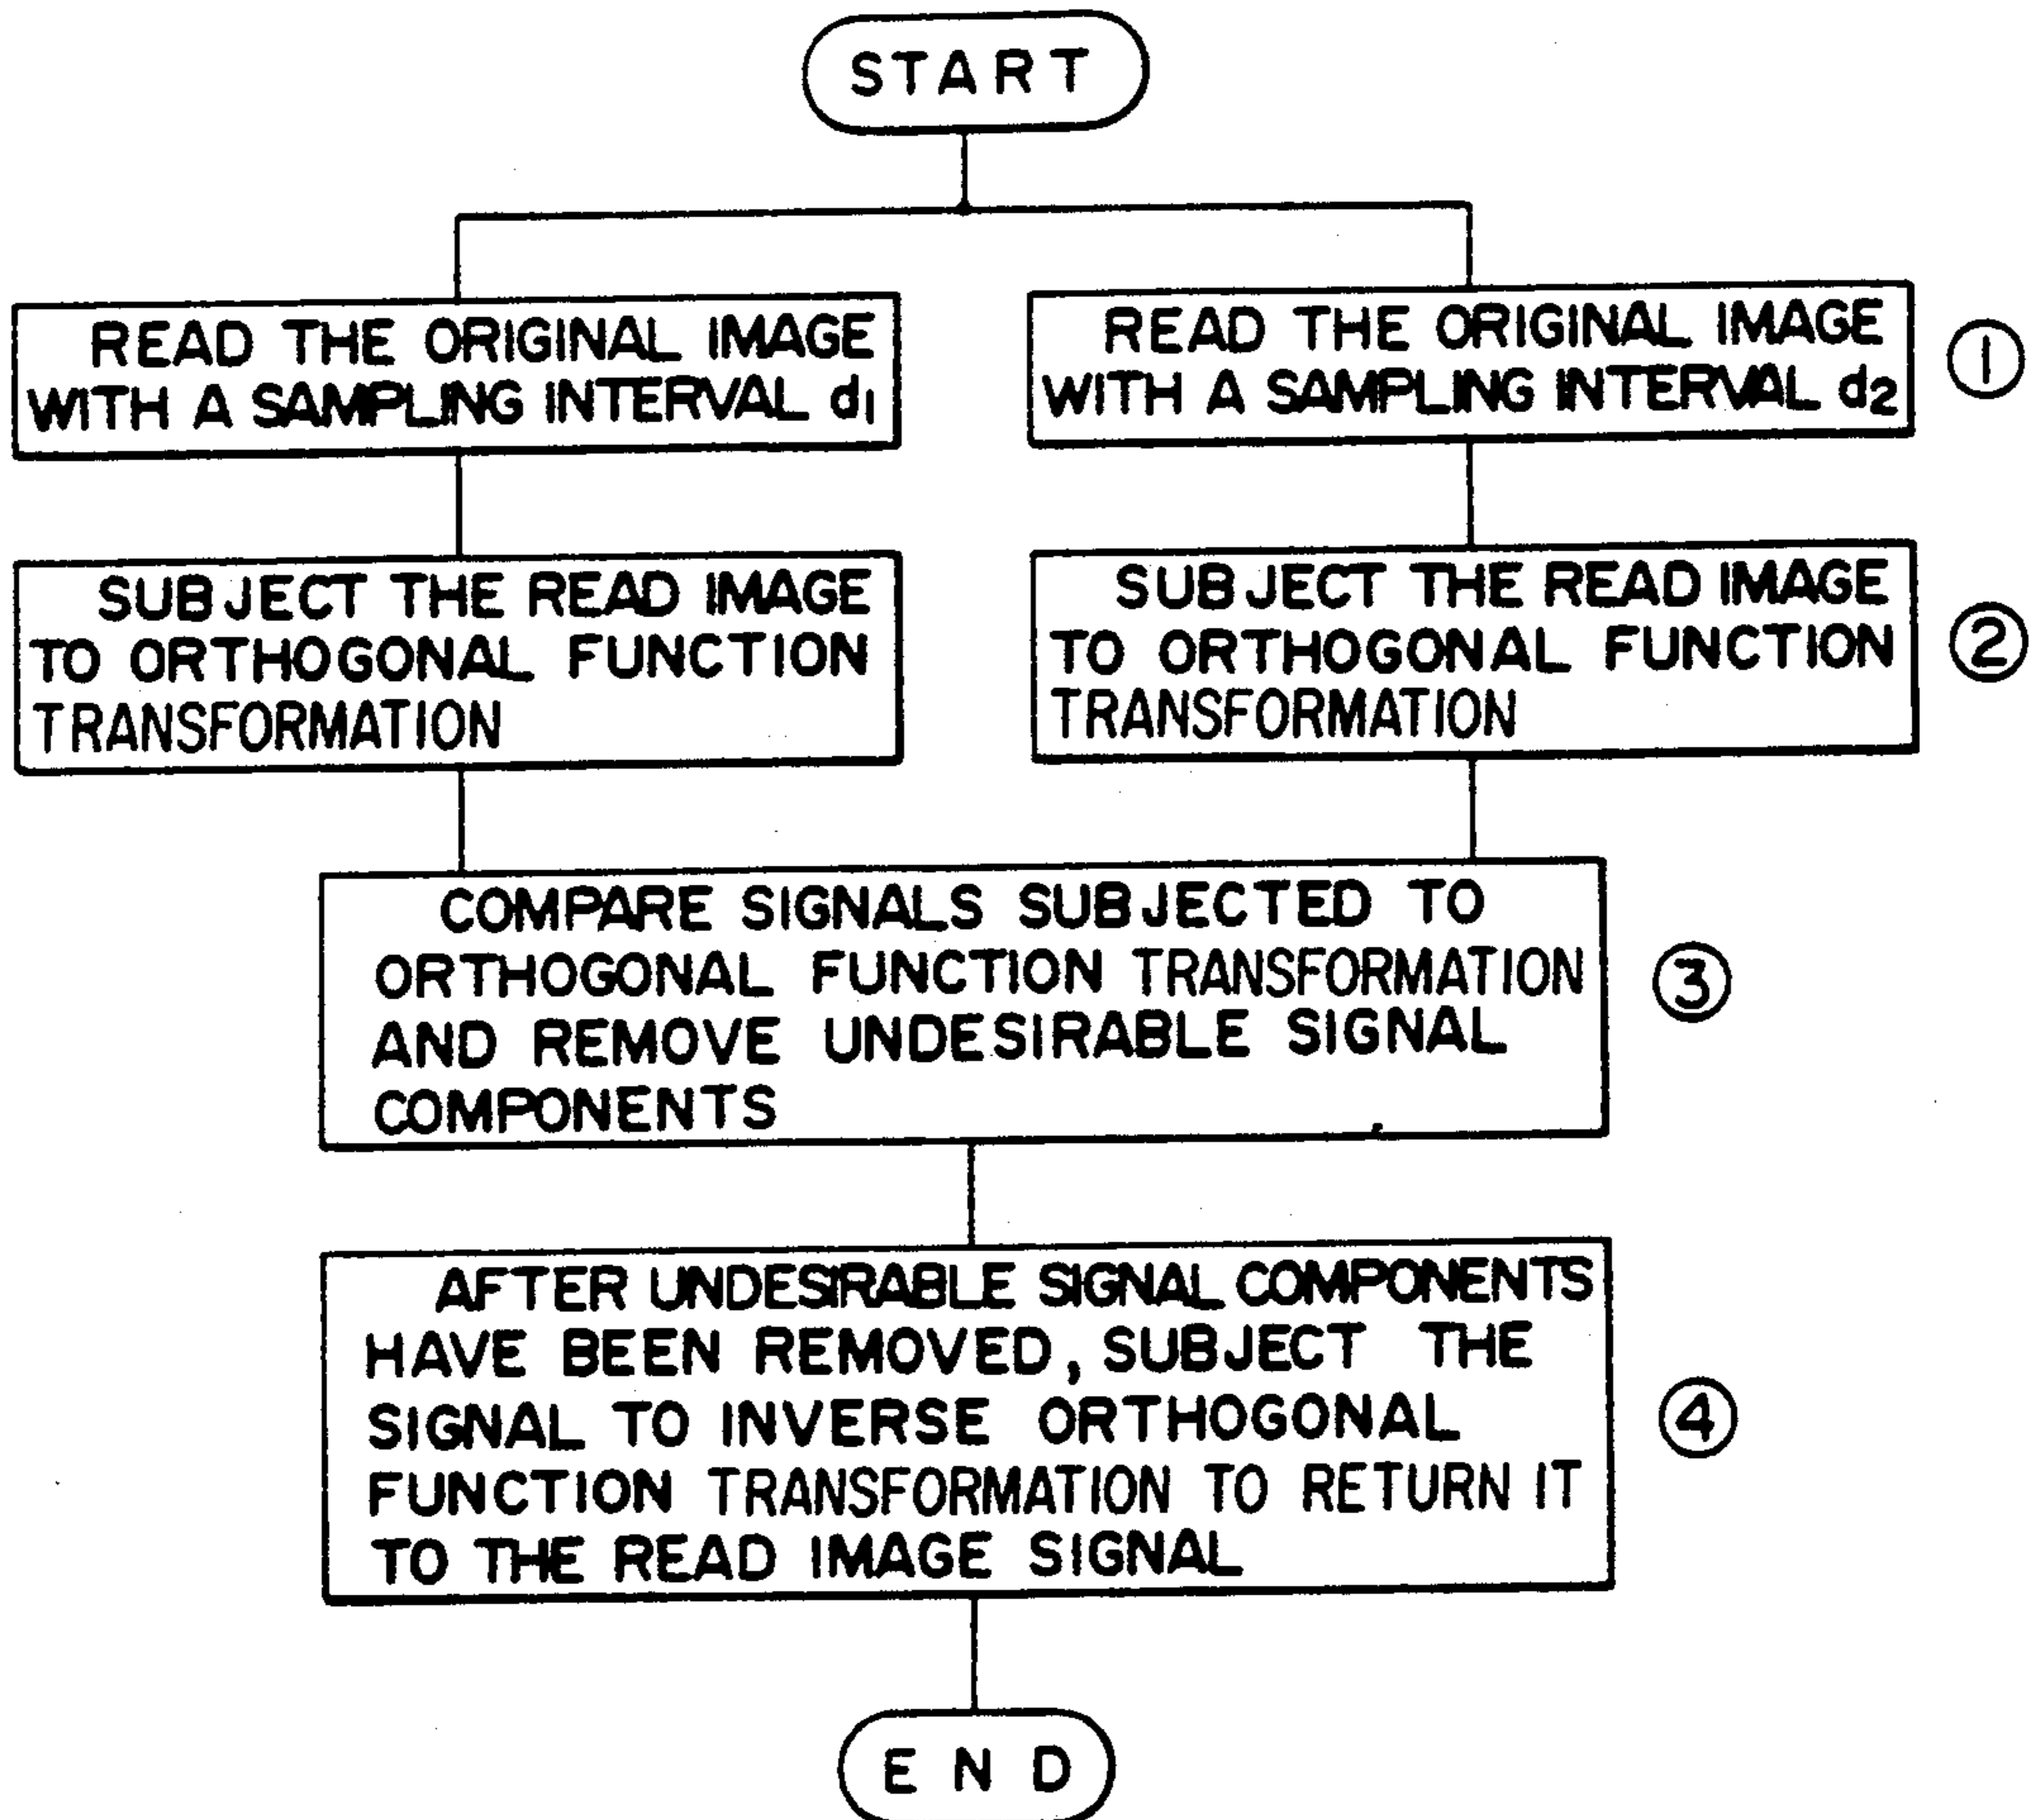 START
READ THE ORIGINAL IMAGE
WITH A SAMPLING INTERVAL d1
READ THE ORIGINAL IMAGE
WITH A SAMPLING INTERVAL d2
①
SUBJECT THE READ IMAGE
TO ORTHOGONAL FUNCTION
TRANSFORMATION
SUBJECT THE READ IMAGE
TO ORTHOGONAL FUNCTION
TRANSFORMATION
②
COMPARE SIGNALS SUBJECTED TO
ORTHOGONAL FUNCTION TRANSFORMATION
AND REMOVE UNDESIRABLE SIGNAL
COMPONENTS
③
AFTER UNDESIRABLE SIGNAL COMPONENTS
HAVE BEEN REMOVED, SUBJECT THE
SIGNAL TO INVERSE ORTHOGONAL
FUNCTION TRANSFORMATION TO RETURN IT
TO THE READ IMAGE SIGNAL
④
END